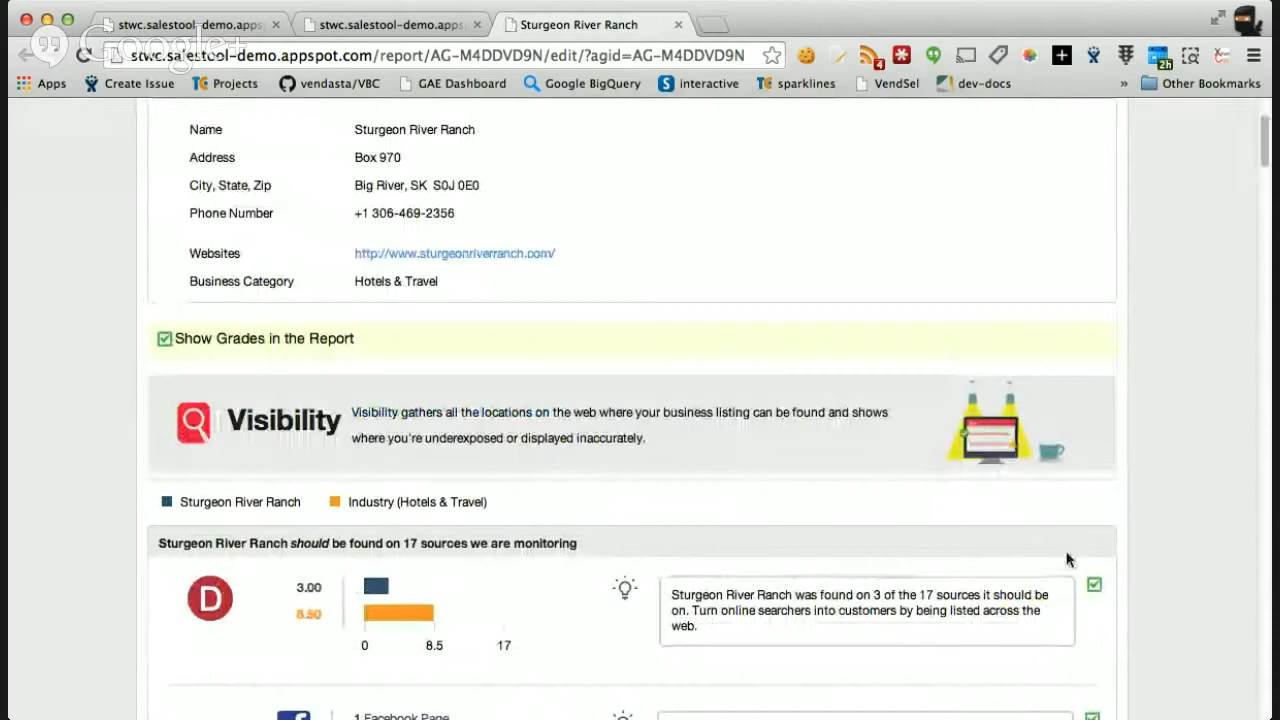 stwc.salestool-demo.apps
stwc.salestool-demo.apps
Sturgeon River Ranch
Google+
stwc.salestool-demo.appspot.com/report/AG-M4DDVD9N/edit/?agid=AG-M4DDVD9N
4
2h
Apps Create Issue Projects vendasta/VBC GAE Dashboard Google BigQuery interactive sparklines VendSel dev-docs » Other Bookmarks
Name Sturgeon River Ranch
Address Box 970
City, State, Zip Big River, SK S0J 0E0
Phone Number +1 306-469-2356
Websites http://www.sturgeonriverranch.com/
Business Category Hotels & Travel
Show Grades in the Report
Visibility
Visibility gathers all the locations on the web where your business listing can be found and shows
where you're underexposed or displayed inaccurately.
Sturgeon River Ranch Industry (Hotels & Travel)
Sturgeon River Ranch should be found on 17 sources we are monitoring
D
3.00
8.50
0 8.5 17
Sturgeon River Ranch was found on 3 of the 17 sources it should be
on. Turn online searchers into customers by being listed across the
web.
1 Facebook Page